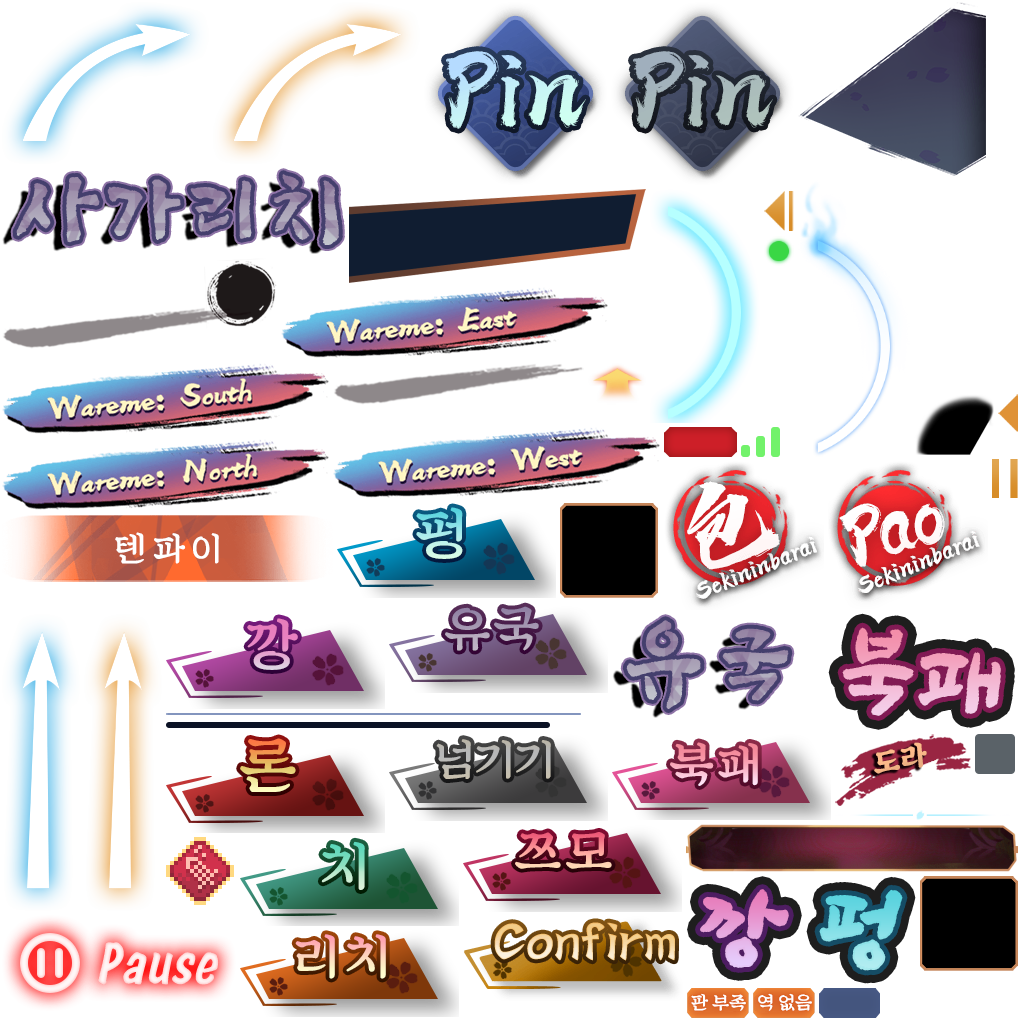 Pin
Pin
사가리치
Wareme: East
Wareme: South
Wareme: North
Wareme: West
텐파이
펑
包
Sekininbarai
Pao
Sekininbarai
깡
유국
유국
북패
론
넘기기
북패
도라
치
쯔모
깡
펑
Pause
리치
Confirm
판 부족
역 없음